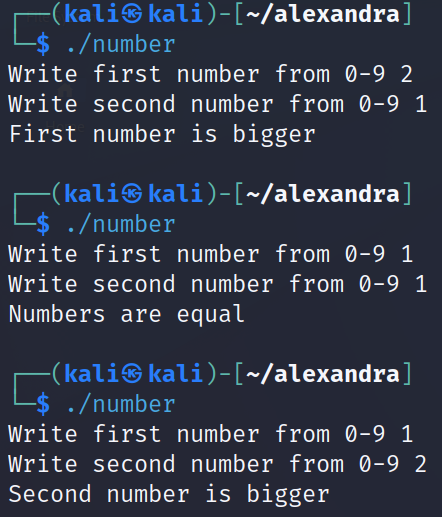 ┌──(kali㉿kali)-[~/alexandra]
└─$ ./number
Write first number from 0-9 2
Write second number from 0-9 1
First number is bigger
┌──(kali㉿kali)-[~/alexandra]
└─$ ./number
Write first number from 0-9 1
Write second number from 0-9 1
Numbers are equal
┌──(kali㉿kali)-[~/alexandra]
└─$ ./number
Write first number from 0-9 1
Write second number from 0-9 2
Second number is bigger